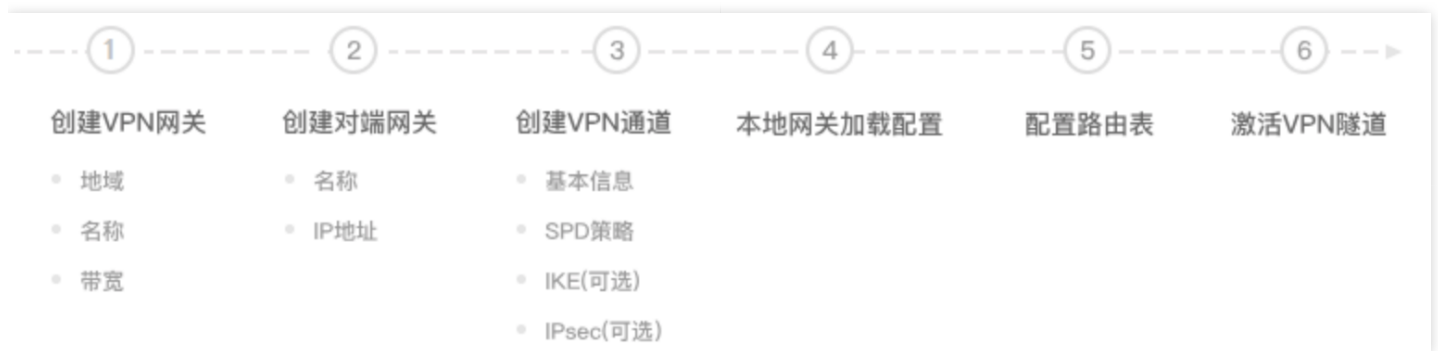 1 2 3 4 5 6
创建VPN网关 创建对端网关 创建VPN通道 本地网关加载配置 配置路由表 激活VPN隧道
地域 名称 基本信息
名称 IP地址 SPD策略
带宽 IKE(可选)
IPsec(可选)